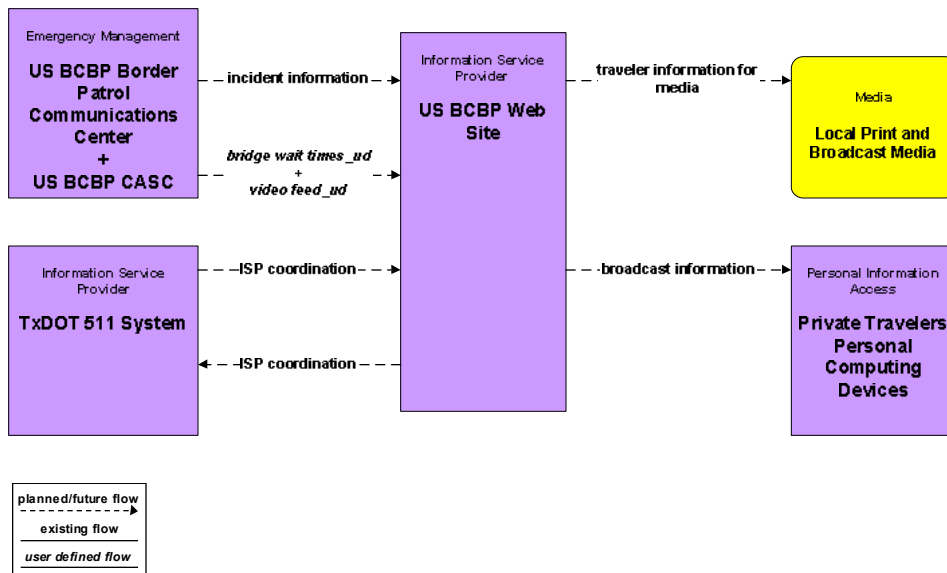 Emergency Management
US BCBP Border
Patrol
Communications
Center
+
US BCBP CASC
incident information
bridge wait times_ud
+
video feed_ud
Information Service
Provider
US BCBP Web
Site
traveler information for
media
Media
Local Print and
Broadcast Media
Information Service
Provider
TxDOT 511 System
ISP coordination
ISP coordination
broadcast information
Personal Information
Access
Private Travelers
Personal
Computing
Devices
planned/future flow
existing flow
user defined flow